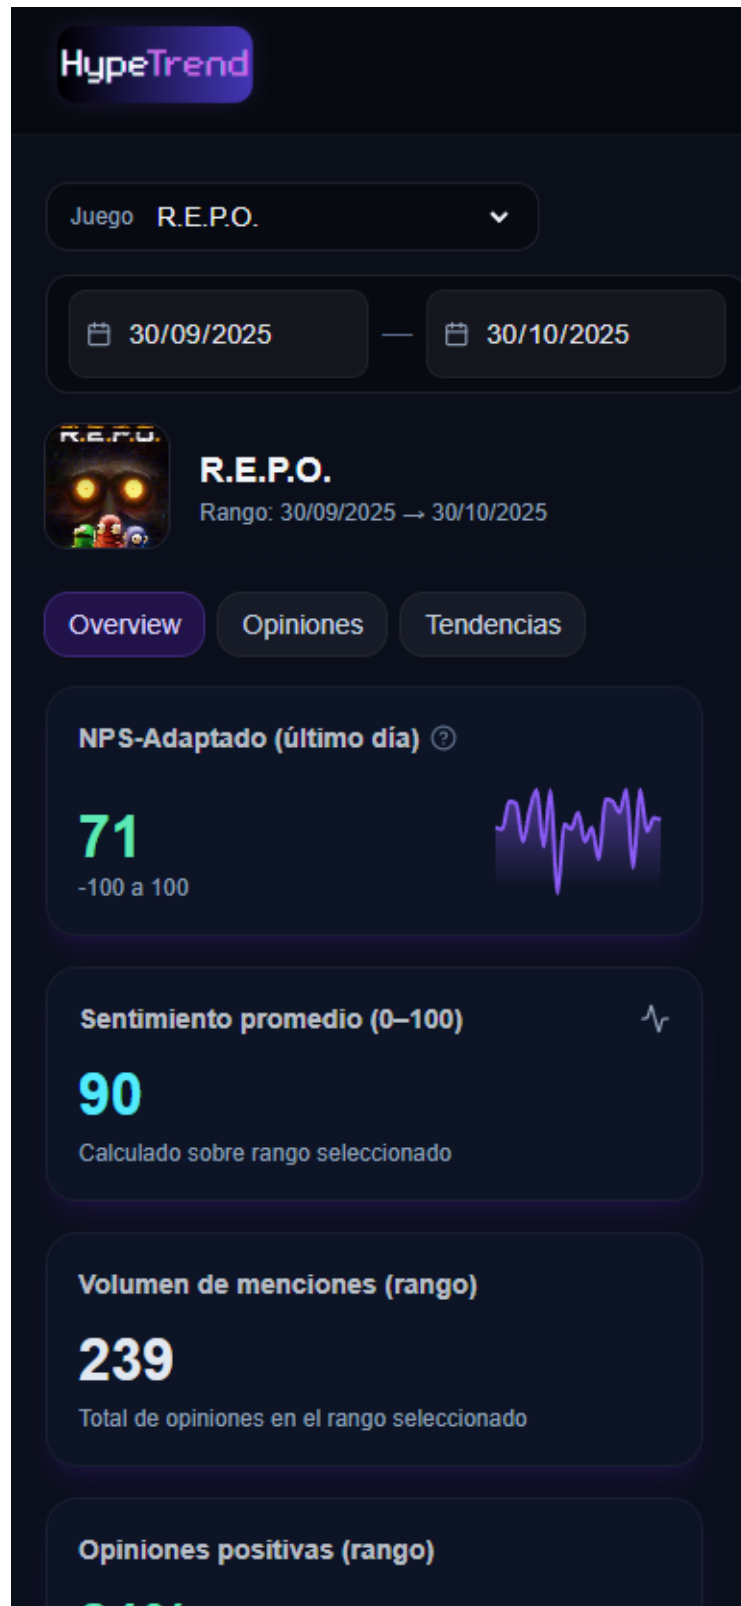 HypeTrend
Juego R.E.P.O.
30/09/2025 — 30/10/2025
R.E.P.O.
R.E.P.O.
Rango: 30/09/2025 → 30/10/2025
Overview Opiniones Tendencias
NPS-Adaptado (último día) ?
71
-100 a 100
Sentimiento promedio (0–100)
90
Calculado sobre rango seleccionado
Volumen de menciones (rango)
239
Total de opiniones en el rango seleccionado
Opiniones positivas (rango)